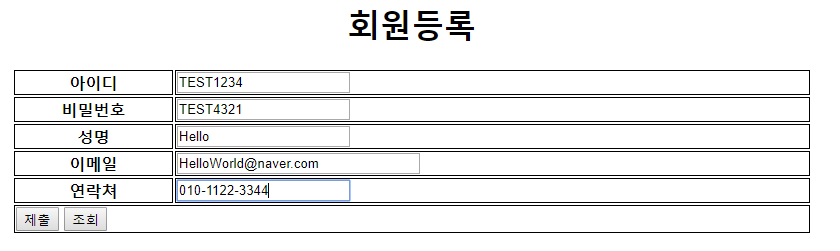 회원등록
아이디 TEST1234
비밀번호 TEST4321
성명 Hello
이메일 HelloWorld@naver.com
연락쳐 010-1122-3344
제출 조회